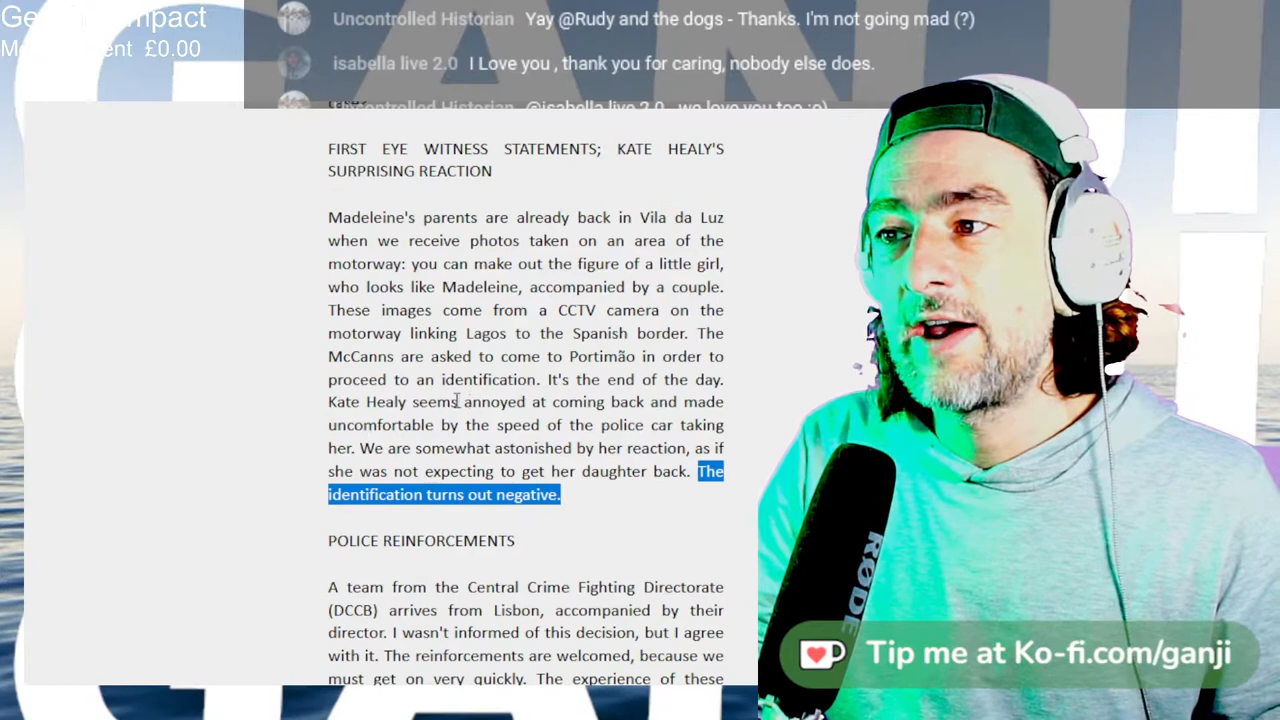 Uncontrolled Historian Yay @Rudy and the dogs - Thanks. I'm not going mad (?)
isabella live 2.0 I Love you , thank you for caring, nobody else does.
Uncontrolled Historian @isabella live 2.0 we love you too :o)
£0.00
FIRST EYE WITNESS STATEMENTS; KATE HEALY'S
SURPRISING REACTION
Madeleine's parents are already back in Vila da Luz
when we receive photos taken on an area of the
motorway: you can make out the figure of a little girl,
who looks like Madeleine, accompanied by a couple.
These images come from a CCTV camera on the
motorway linking Lagos to the Spanish border. The
McCanns are asked to come to Portimão in order to
proceed to an identification. It's the end of the day.
Kate Healy seems annoyed at coming back and made
uncomfortable by the speed of the police car taking
her. We are somewhat astonished by her reaction, as if
she was not expecting to get her daughter back. The
identification turns out negative.
POLICE REINFORCEMENTS
A team from the Central Crime Fighting Directorate
(DCCB) arrives from Lisbon, accompanied by their
director. I wasn't informed of this decision, but I agree
with it. The reinforcements are welcomed, because we
must get on very quickly. The experience of these
RØDE
Tip me at Ko-fi.com/ganji